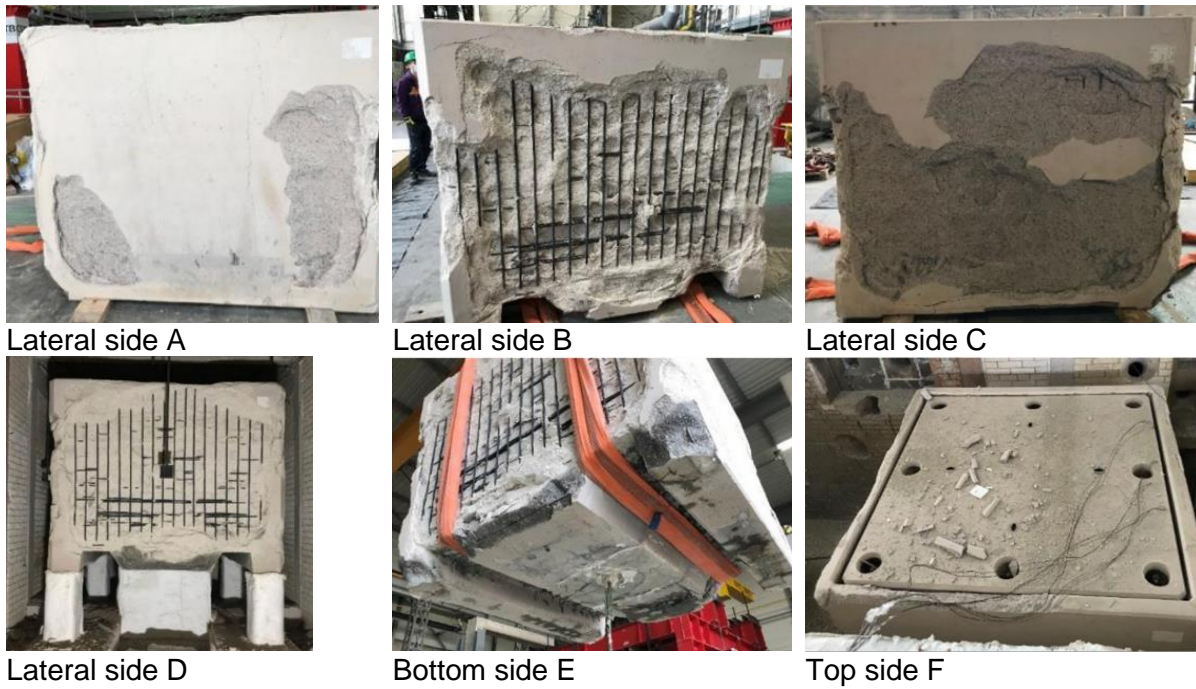 Lateral side A
Lateral side B
Lateral side C
Lateral side D
Bottom side E
Top side F